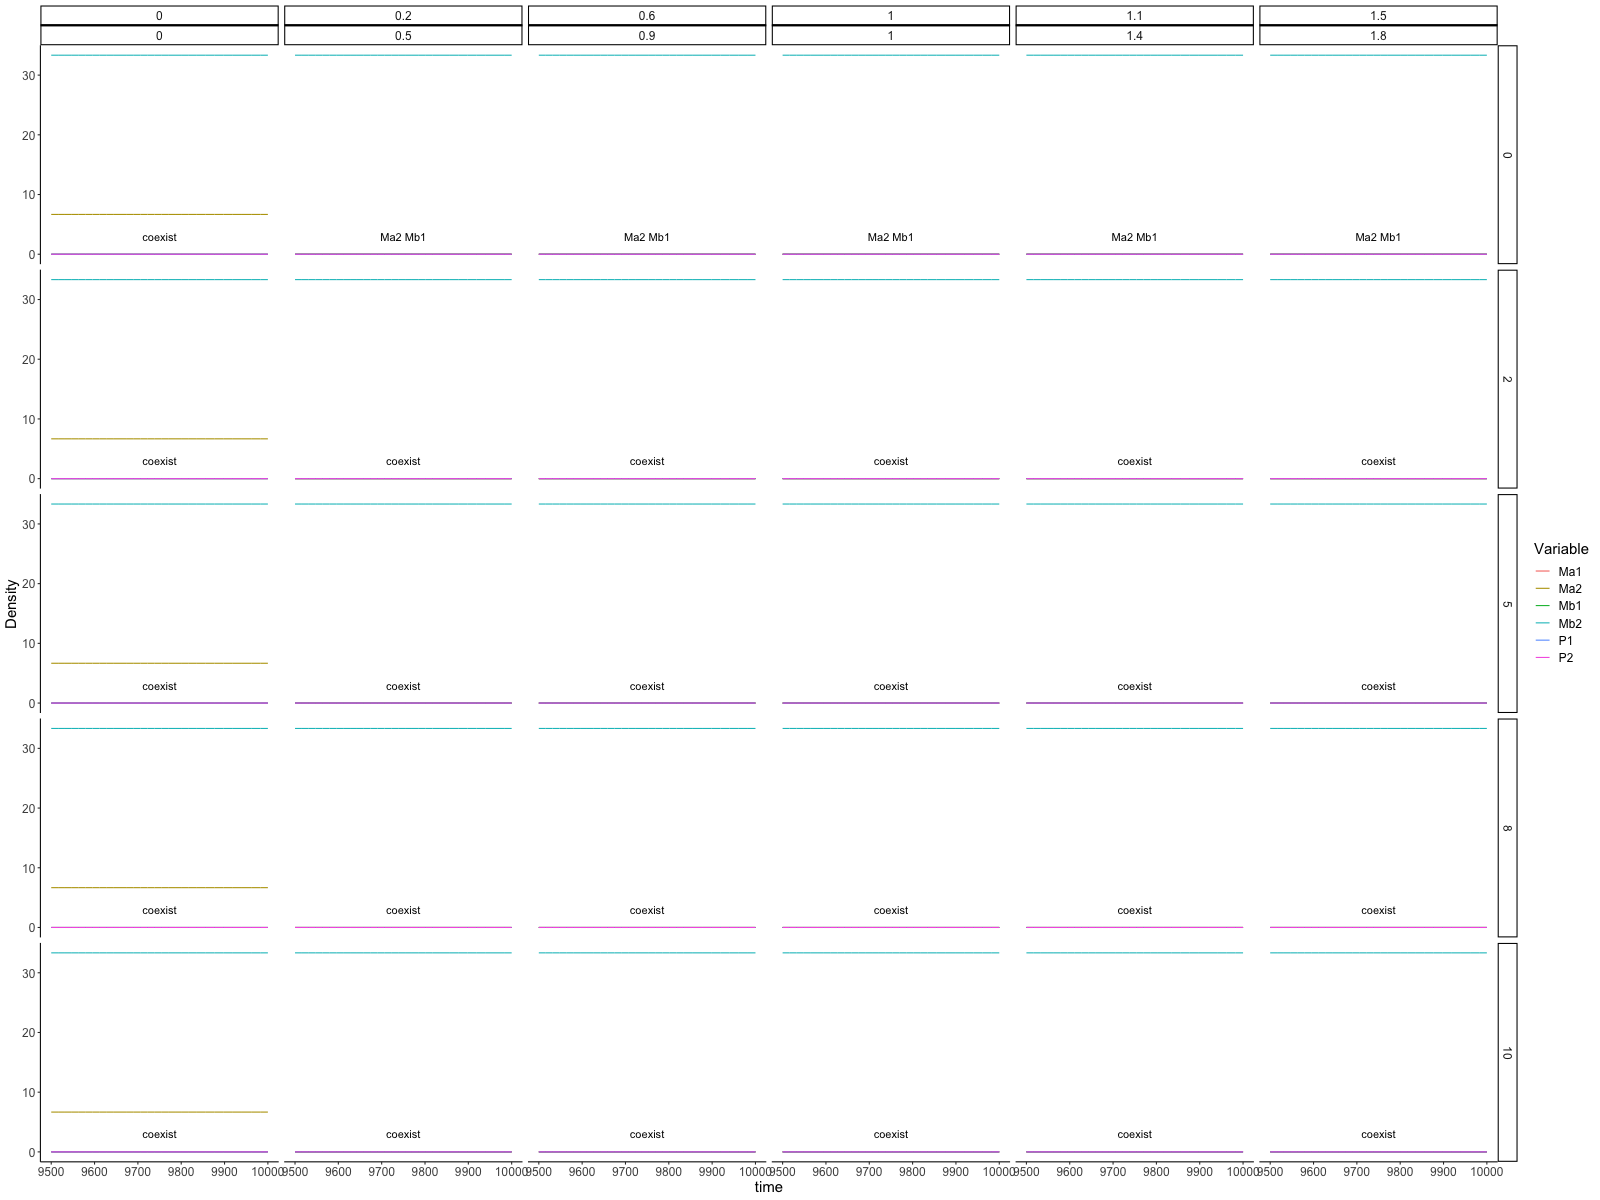 0 0.2 0.6 1 1.1 1.5
0 0.5 0.9 1 1.4 1.8
30
20
10
0
coexist Ma2 Mb1 Ma2 Mb1 Ma2 Mb1 Ma2 Mb1 Ma2 Mb1
0
30
20
10
0
coexist coexist coexist coexist coexist coexist
2
30
20
10
0
coexist coexist coexist coexist coexist coexist
5
30
20
10
0
coexist coexist coexist coexist coexist coexist
8
30
20
10
0
coexist coexist coexist coexist coexist coexist
10
9500 9600 9700 9800 9900 10000 9500 9600 9700 9800 9900 10000 9500 9600 9700 9800 9900 10000 9500 9600 9700 9800 9900 10000 9500 9600 9700 9800 9900 10000 9500 9600 9700 9800 9900 10000
time
Density
Variable
Ma1
Ma2
Mb1
Mb2
P1
P2